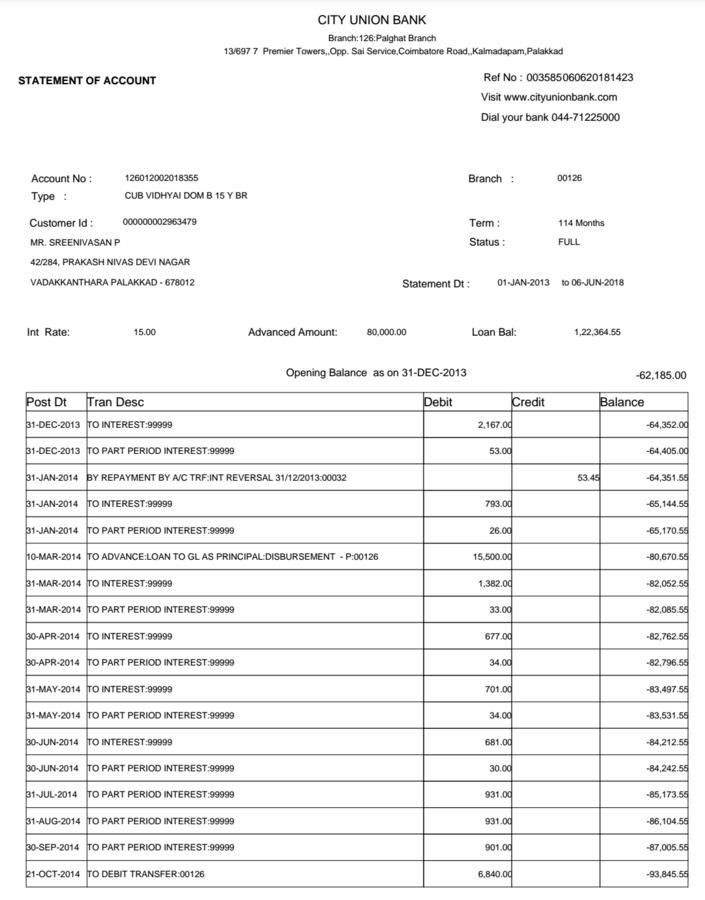 CITY UNION BANK
Branch:126:Palghat Branch
13/697 7 Premier Towers,,Opp. Sai Service,Coimbatore Road,,Kalmadapam,Palakkad
STATEMENT OF ACCOUNT
Ref No : 003585060620181423
Visit www.cityunionbank.com
Dial your bank 044-71225000
Account No : 126012002018355 Branch : 00126
Type : CUB VIDHYAI DOM B 15 Y BR
Customer Id : 000000002963479 Term : 114 Months
MR. SREENIVASAN P Status : FULL
42/284, PRAKASH NIVAS DEVI NAGAR
VADAKKANTHARA PALAKKAD - 678012 Statement Dt : 01-JAN-2013 to 06-JUN-2018
Int Rate: 15.00 Advanced Amount: 80,000.00 Loan Bal: 1,22,364.55
Opening Balance as on 31-DEC-2013 -62,185.00
Post Dt Tran Desc Debit Credit Balance
31-DEC-2013 TO INTEREST:99999 2,167.00 -64,352.00
31-DEC-2013 TO PART PERIOD INTEREST:99999 53.00 -64,405.00
31-JAN-2014 BY REPAYMENT BY A/C TRF:INT REVERSAL 31/12/2013:00032 53.45 -64,351.55
31-JAN-2014 TO INTEREST:99999 793.00 -65,144.55
31-JAN-2014 TO PART PERIOD INTEREST:99999 26.00 -65,170.55
10-MAR-2014 TO ADVANCE:LOAN TO GL AS PRINCIPAL:DISBURSEMENT - P:00126 15,500.00 -80,670.55
31-MAR-2014 TO INTEREST:99999 1,382.00 -82,052.55
31-MAR-2014 TO PART PERIOD INTEREST:99999 33.00 -82,085.55
30-APR-2014 TO INTEREST:99999 677.00 -82,762.55
30-APR-2014 TO PART PERIOD INTEREST:99999 34.00 -82,796.55
31-MAY-2014 TO INTEREST:99999 701.00 -83,497.55
31-MAY-2014 TO PART PERIOD INTEREST:99999 34.00 -83,531.55
30-JUN-2014 TO INTEREST:99999 681.00 -84,212.55
30-JUN-2014 TO PART PERIOD INTEREST:99999 30.00 -84,242.55
31-JUL-2014 TO PART PERIOD INTEREST:99999 931.00 -85,173.55
31-AUG-2014 TO PART PERIOD INTEREST:99999 931.00 -86,104.55
30-SEP-2014 TO PART PERIOD INTEREST:99999 901.00 -87,005.55
21-OCT-2014 TO DEBIT TRANSFER:00126 6,840.00 -93,845.55